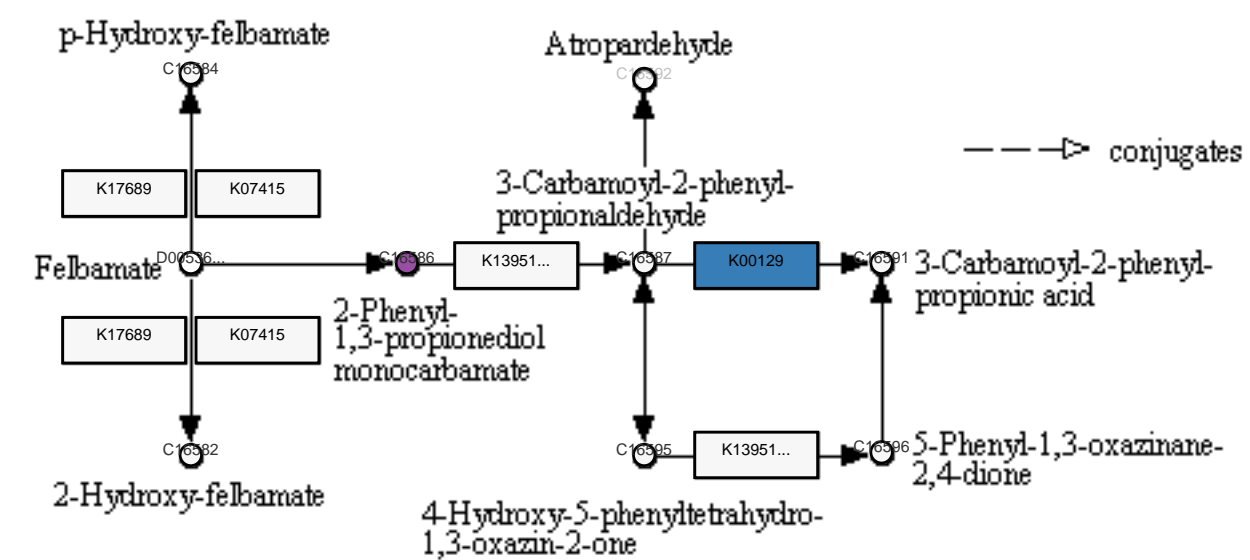 p-Hydroxy-felbamate
C16584
Atropardehyde
C16592
conjugates
K17689
K07415
3-Carbamoyl-2-phenyl-
propionaldehyde
Felbamate
D00536...
C16586
K13951...
C16587
K00129
C16591
3-Carbamoyl-2-phenyl-
propionic acid
K17689
K07415
2-Phenyl-
1,3-propionediol
monocarbamate
C16582
2-Hydroxy-felbamate
C16595
K13951...
C16596
5-Phenyl-1,3-oxazinane-
2,4-dione
4-Hydroxy-5-phenyltetrahydro-
1,3-oxazin-2-one